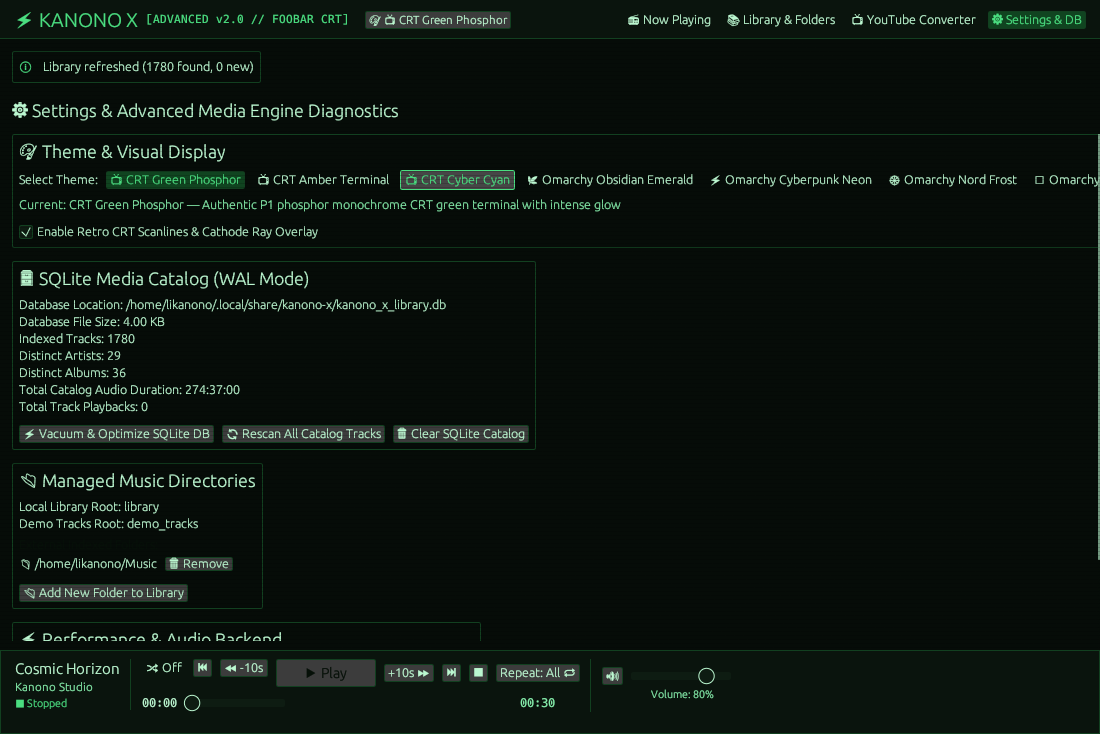 KANONO X [ADVANCED v2.0 // FOOBAR CRT] CRT Green Phosphor Now Playing Library & Folders YouTube Converter Settings & DB
Library refreshed (1780 found, 0 new)
Settings & Advanced Media Engine Diagnostics
Theme & Visual Display
Select Theme: CRT Green Phosphor CRT Amber Terminal CRT Cyber Cyan Omarchy Obsidian Emerald Omarchy Cyberpunk Neon Omarchy Nord Frost Omarchy
Current: CRT Green Phosphor — Authentic P1 phosphor monochrome CRT green terminal with intense glow
Enable Retro CRT Scanlines & Cathode Ray Overlay
SQLite Media Catalog (WAL Mode)
Database Location: /home/likanono/.local/share/kanono-x/kanono_x_library.db
Database File Size: 4.00 KB
Indexed Tracks: 1780
Distinct Artists: 29
Distinct Albums: 36
Total Catalog Audio Duration: 274:37:00
Total Track Playbacks: 0
Vacuum & Optimize SQLite DB Rescan All Catalog Tracks Clear SQLite Catalog
Managed Music Directories
Local Library Root: library
Demo Tracks Root: demo_tracks
/home/likanono/Music Remove
Add New Folder to Library
Performance & Audio Backend
Cosmic Horizon
Kanono Studio
Stopped
Off -10s Play +10s Repeat: All
00:00 00:30
Volume: 80%